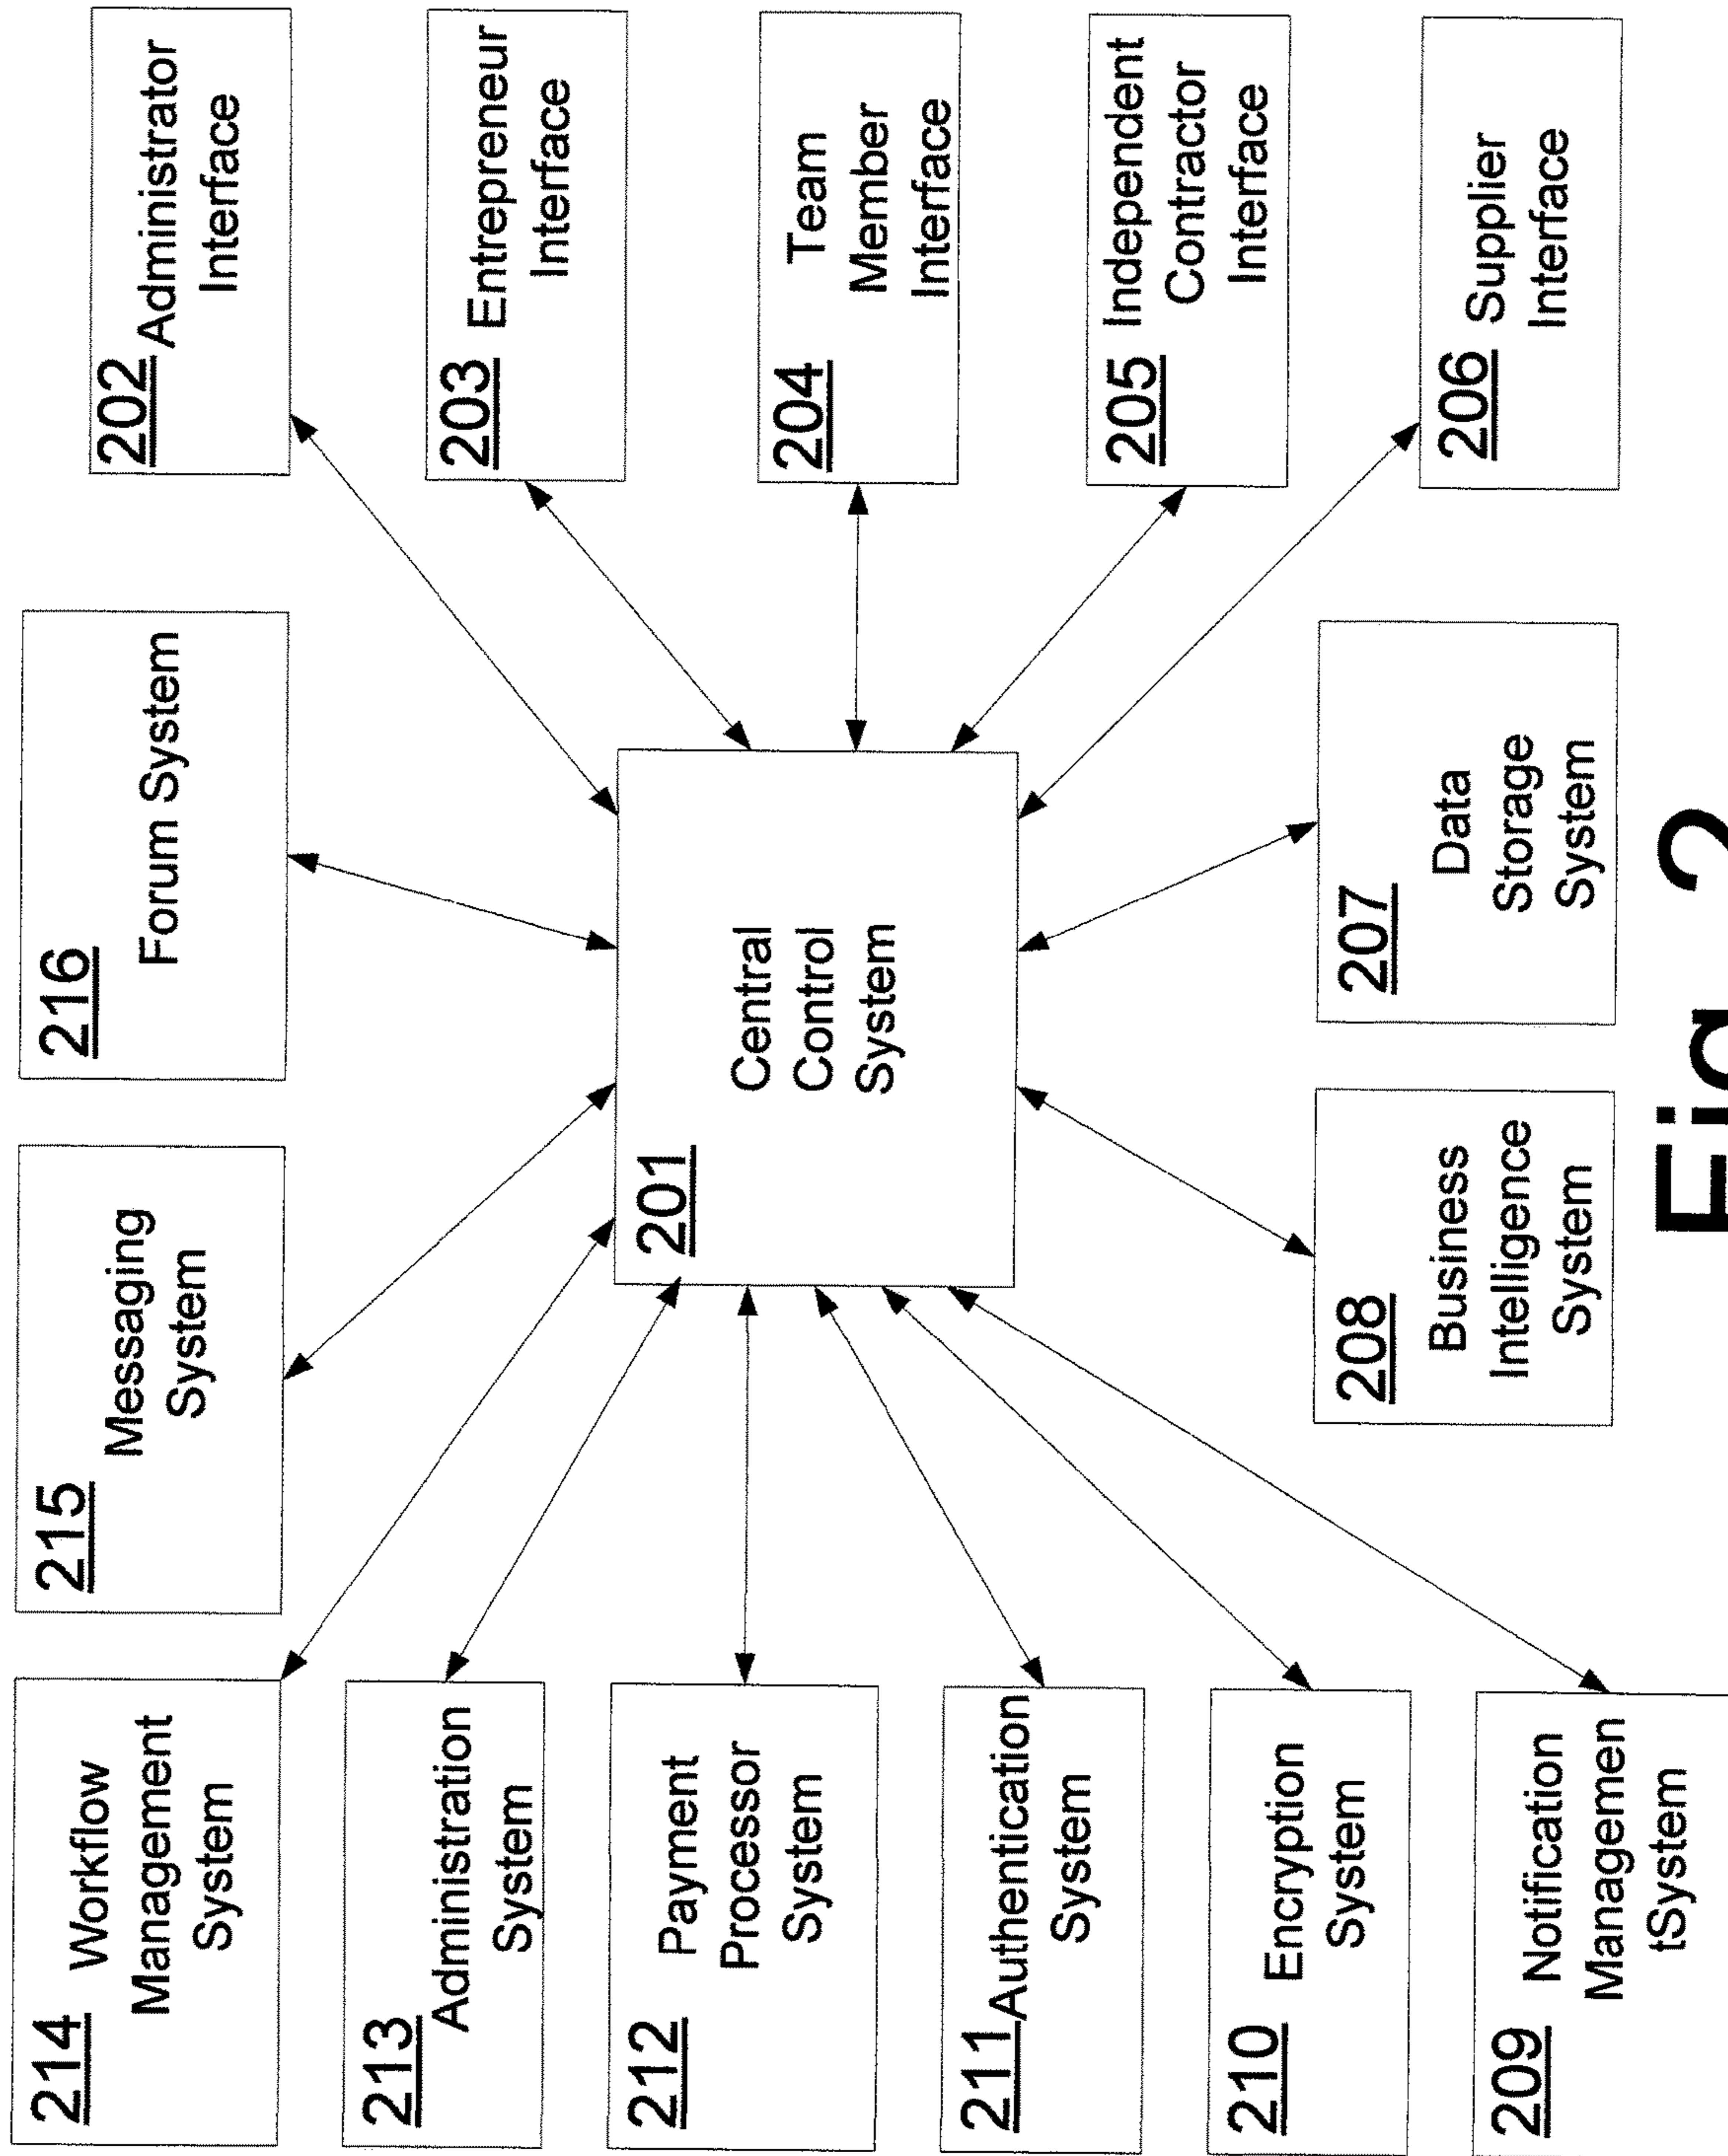 209
Notification
Managemen
tSystem
210
Encryption
System
211
Authentication
System
212
Payment
Processor
System
213
Administration
System
214
Workflow
Management
System
208
Business
Intelligence
System
215
Messaging
System
201
Central
Control
System
207
Data
Storage
System
216
Forum System
206
Supplier
Interface
205
Independent
Contractor
Interface
204
Team
Member
Interface
203
Entrepreneur
Interface
202
Administrator
Interface
Fig 2